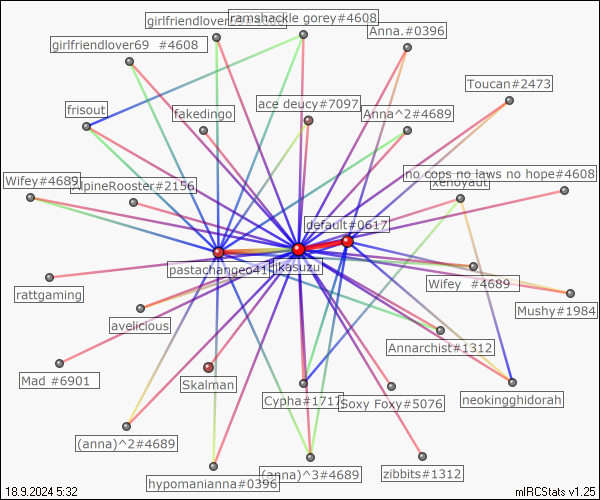 girlfriendlover
ramshackle gorey#4608
Anna.#0396
girlfriendlover69 #4608
Toucan#2473
frisout
fakedingo
ace deucy#7097
Anna^2#4689
no cops no laws no hope#4608
Wifey#4689
AlpineRooster#2156
xenoyaut
default#0617
pastachangeo41
jikasuzu
Wifey #4689
rattgaming
Mushy#1984
avelicious
Annarchist#1312
Mad #6901
Skalman
Cypha#1717
Soxy Foxy#5076
neokingghidorah
(anna)^2#4689
hypomanianna#0396
(anna)^3#4689
zibbits#1312
18.9.2024 5:32
mIRCStats v1.25